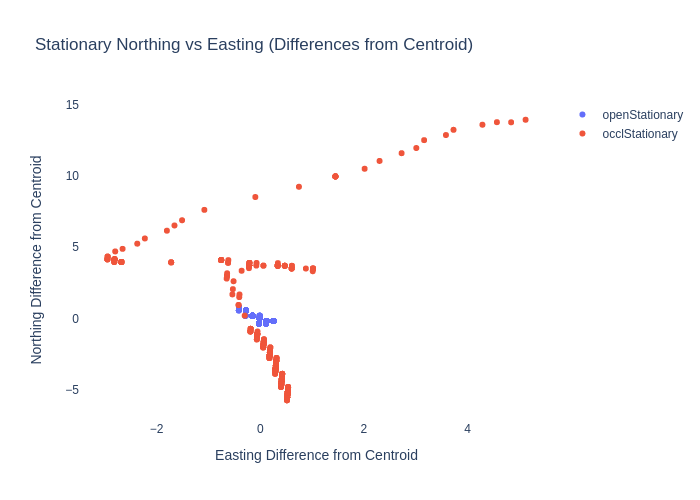 Stationary Northing vs Easting (Differences from Centroid)
openStationary
occlStationary
Northing Difference from Centroid
15
10
5
0
−5
−2
0
2
4
Easting Difference from Centroid